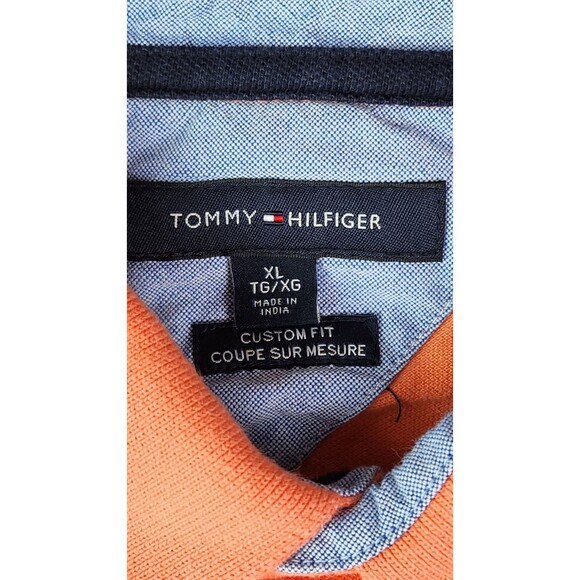 TOMMY HILFIGER
XL
TG/XG
MADE IN
INDIA
CUSTOM FIT
COUPE SUR MESURE